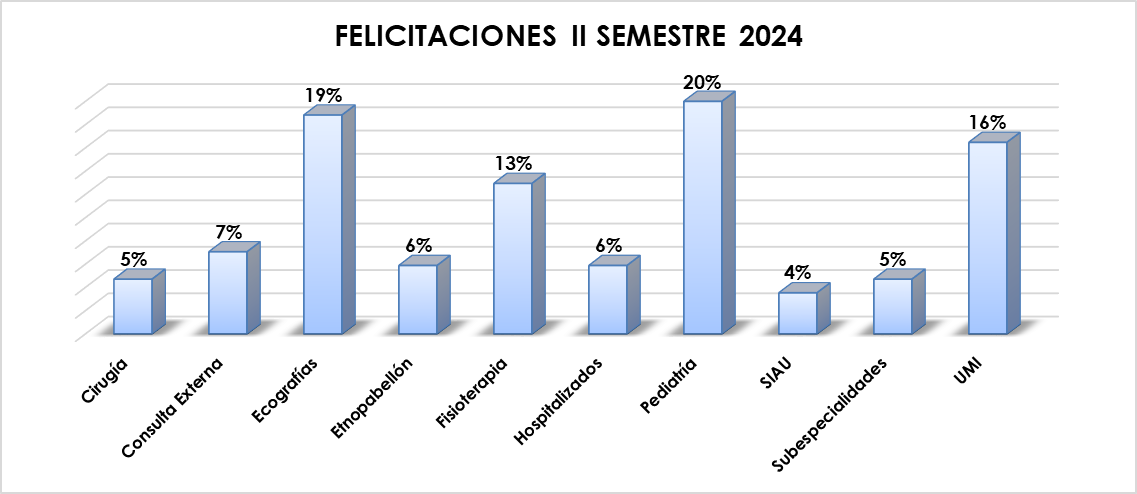 FELICITACIONES II SEMESTRE 2024
5%
7%
19%
6%
13%
6%
20%
4%
5%
16%
Cirugía
Consulta Externa
Ecografías
Etnopabellón
Fisioterapia
Hospitalizados
Pediatría
SIAU
Subespecialidades
UMI